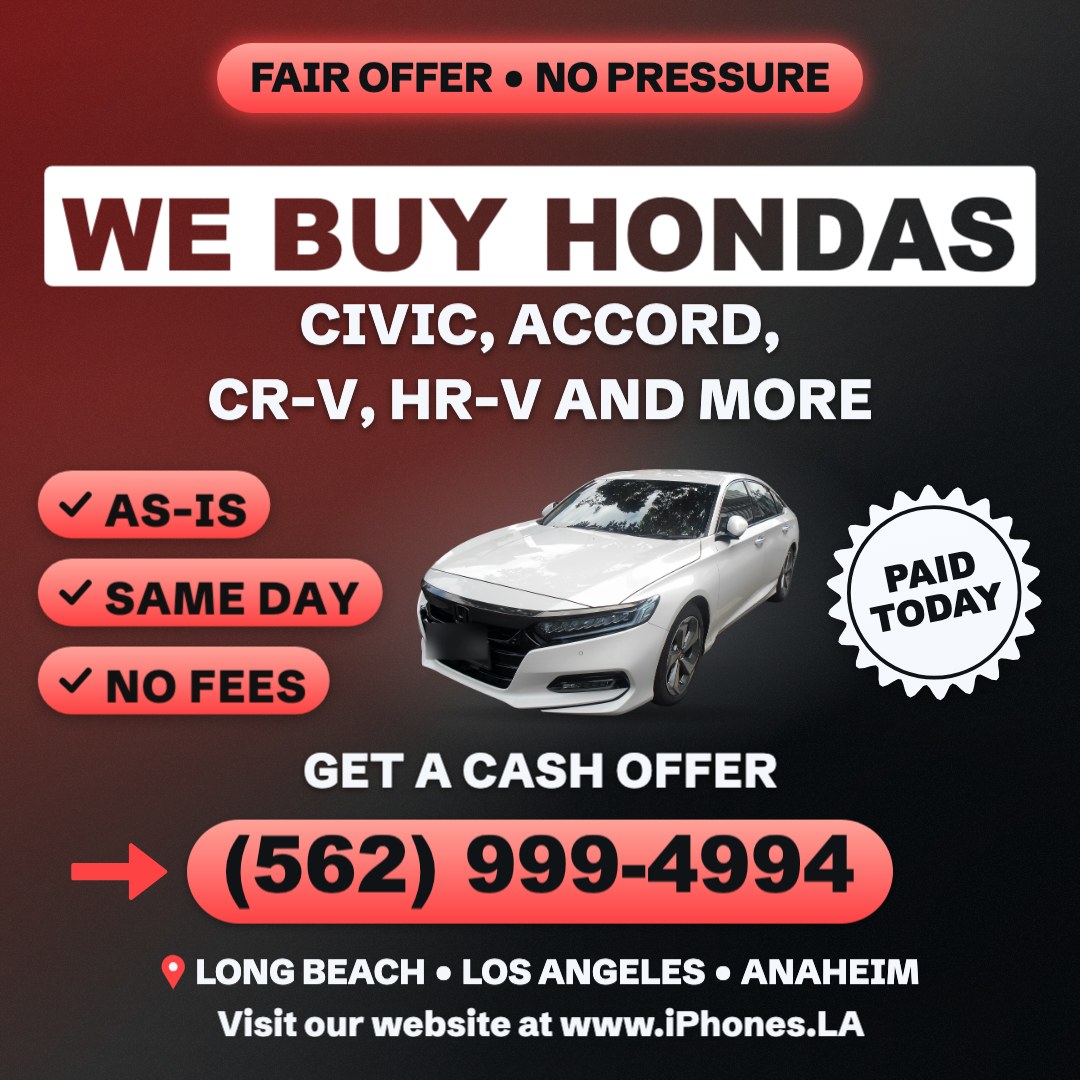 FAIR OFFER • NO PRESSURE
WE BUY HONDAS
CIVIC, ACCORD,
CR-V, HR-V AND MORE
✓ AS-IS
✓ SAME DAY
✓ NO FEES
PAID
TODAY
GET A CASH OFFER
(562) 999-4994
LONG BEACH • LOS ANGELES • ANAHEIM
Visit our website at www.iPhones.LA